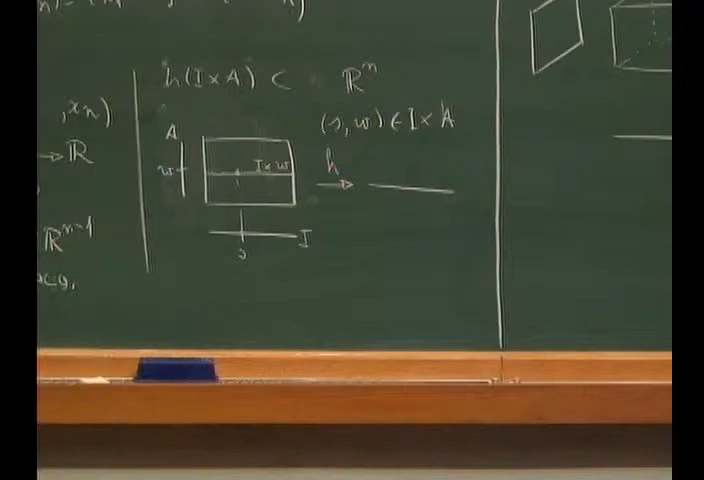 h(I×A) ⊂ ℝⁿ
, xₙ)
(s, w) ∈ I×A
→ ℝ
A
w
I×w
h
ℝⁿ⁻¹
I
s